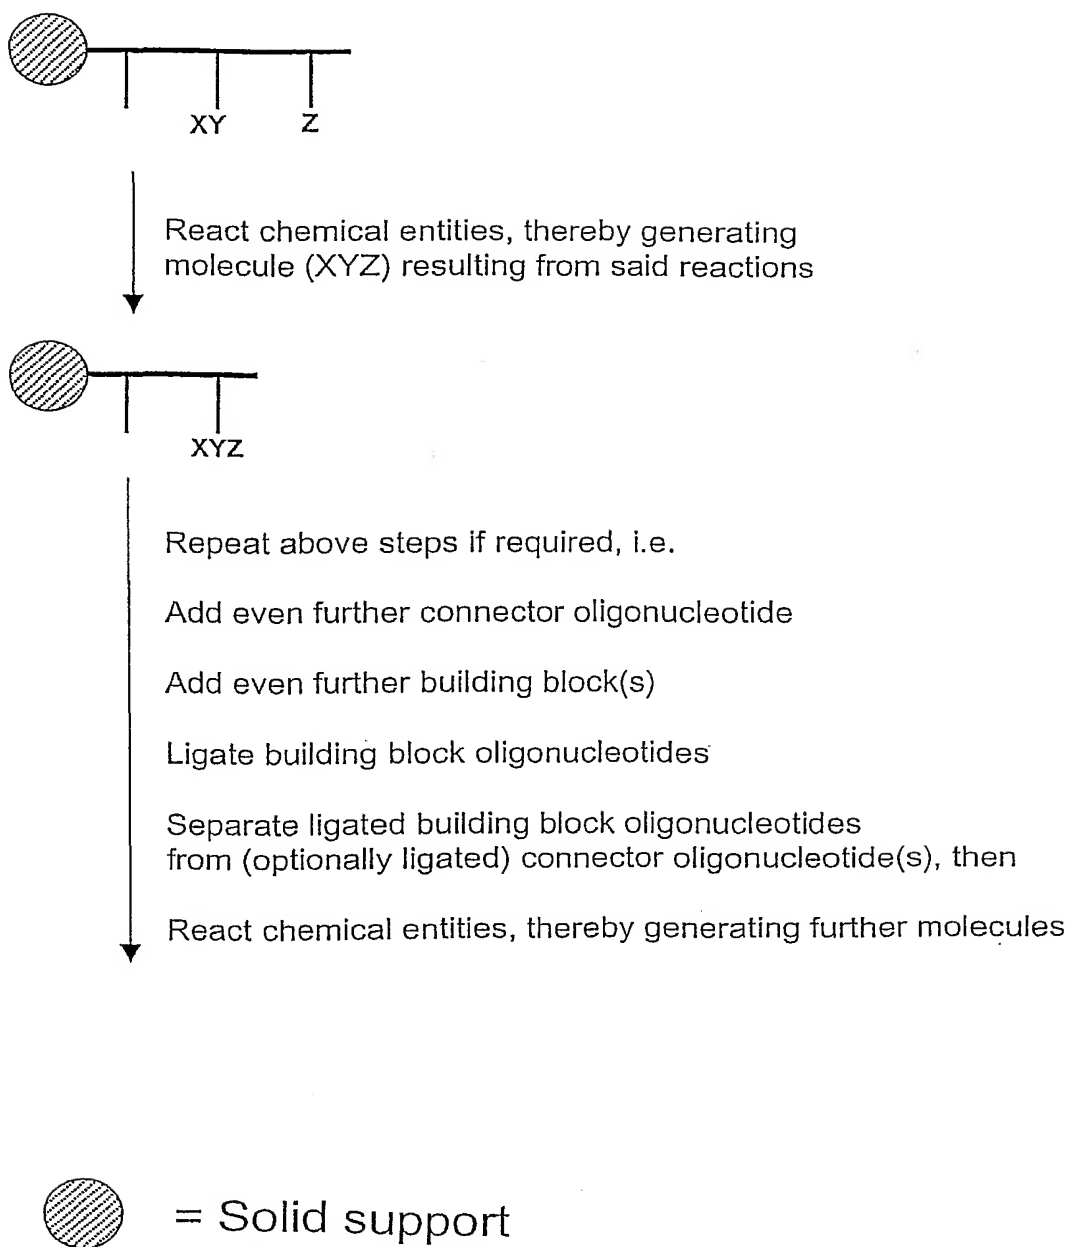 XY Z
React chemical entities, thereby generating
molecule (XYZ) resulting from said reactions
XYZ
Repeat above steps if required, i.e.
Add even further connector oligonucleotide
Add even further building block(s)
Ligate building block oligonucleotides
Separate ligated building block oligonucleotides
from (optionally ligated) connector oligonucleotide(s), then
React chemical entities, thereby generating further molecules
= Solid support